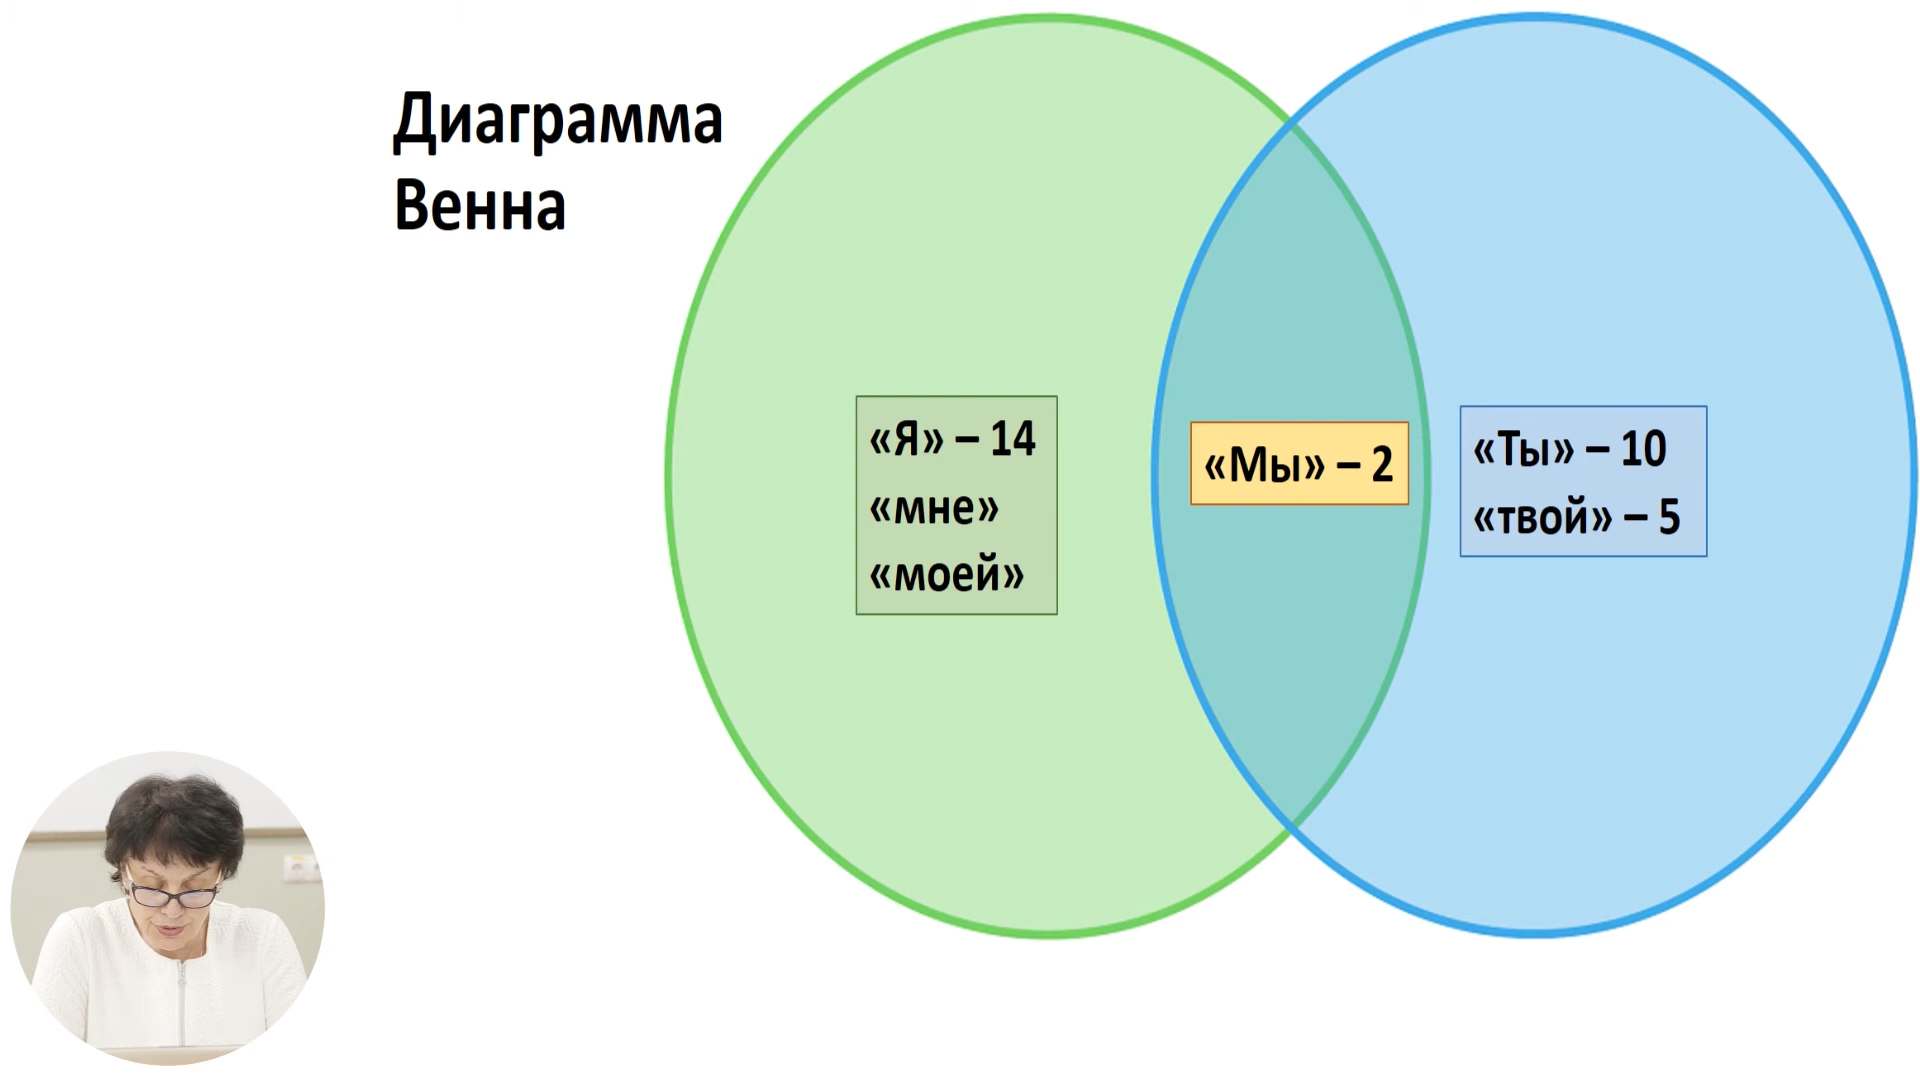 Диаграмма
Венна
«Я» – 14
«мне»
«моей»
«Мы» – 2
«Ты» – 10
«твой» – 5